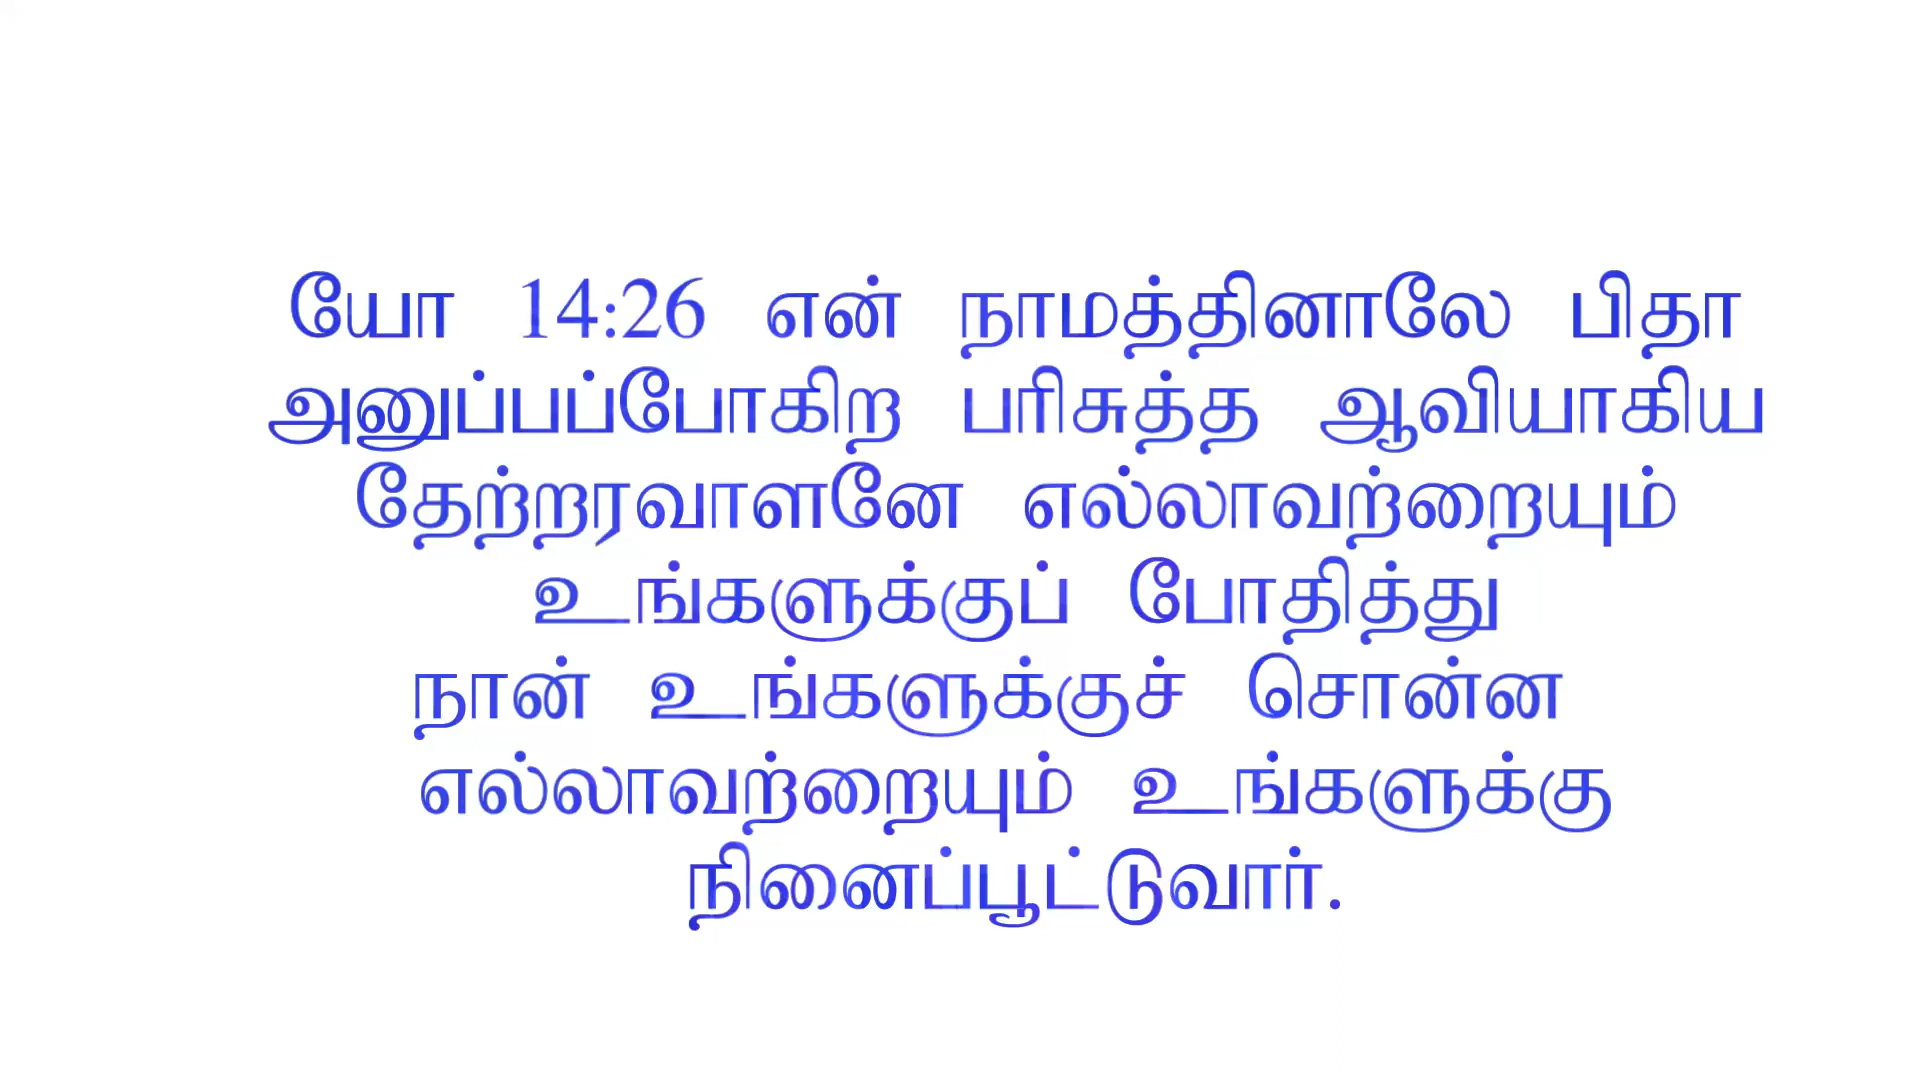 யோ 14:26 என் நாமத்தினாலே பிதா
அனுப்பப்போகிற பரிசுத்த ஆவியாகிய
தேற்றரவாளனே எல்லாவற்றையும்
உங்களுக்குப் போதித்து
நான் உங்களுக்குச் சொன்ன
எல்லாவற்றையும் உங்களுக்கு
நினைப்பூட்டுவார்.